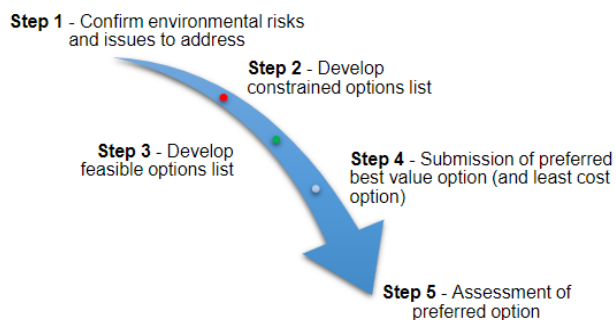 Step 1 - Confirm environmental risks
and issues to address
Step 2 - Develop
constrained options list
Step 3 - Develop
feasible options list
Step 4 - Submission of preferred
best value option (and least cost
option)
Step 5 - Assessment of
preferred option